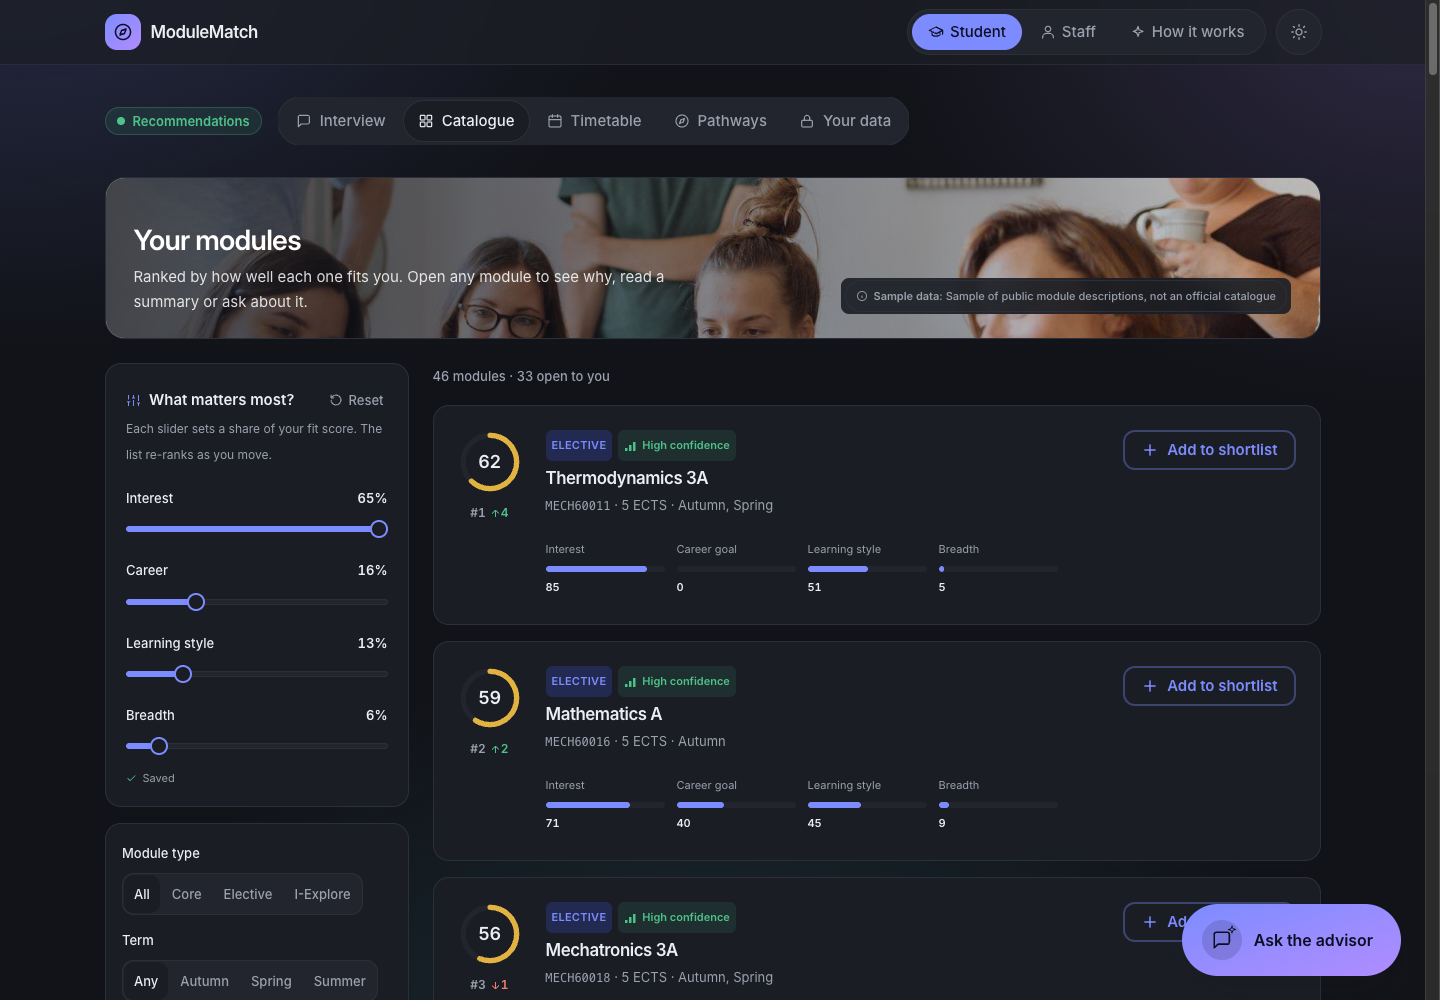 ModuleMatch
Student
Staff
How it works
Recommendations
Interview
Catalogue
Timetable
Pathways
Your data
Your modules
Ranked by how well each one fits you. Open any module to see why, read a
summary or ask about it.
Sample data: Sample of public module descriptions, not an official catalogue
What matters most?
Reset
Each slider sets a share of your fit score. The
list re-ranks as you move.
Interest 65%
Career 16%
Learning style 13%
Breadth 6%
Saved
Module type
All Core Elective I-Explore
Term
Any Autumn Spring Summer
46 modules · 33 open to you
62
#1 ↑4
ELECTIVE High confidence
Thermodynamics 3A
MECH60011 · 5 ECTS · Autumn, Spring
Add to shortlist
Interest Career goal Learning style Breadth
85 0 51 5
59
#2 ↑2
ELECTIVE High confidence
Mathematics A
MECH60016 · 5 ECTS · Autumn
Add to shortlist
Interest Career goal Learning style Breadth
71 40 45 9
56
#3 ↓1
ELECTIVE High confidence
Mechatronics 3A
MECH60018 · 5 ECTS · Autumn, Spring
Ad
Ask the advisor